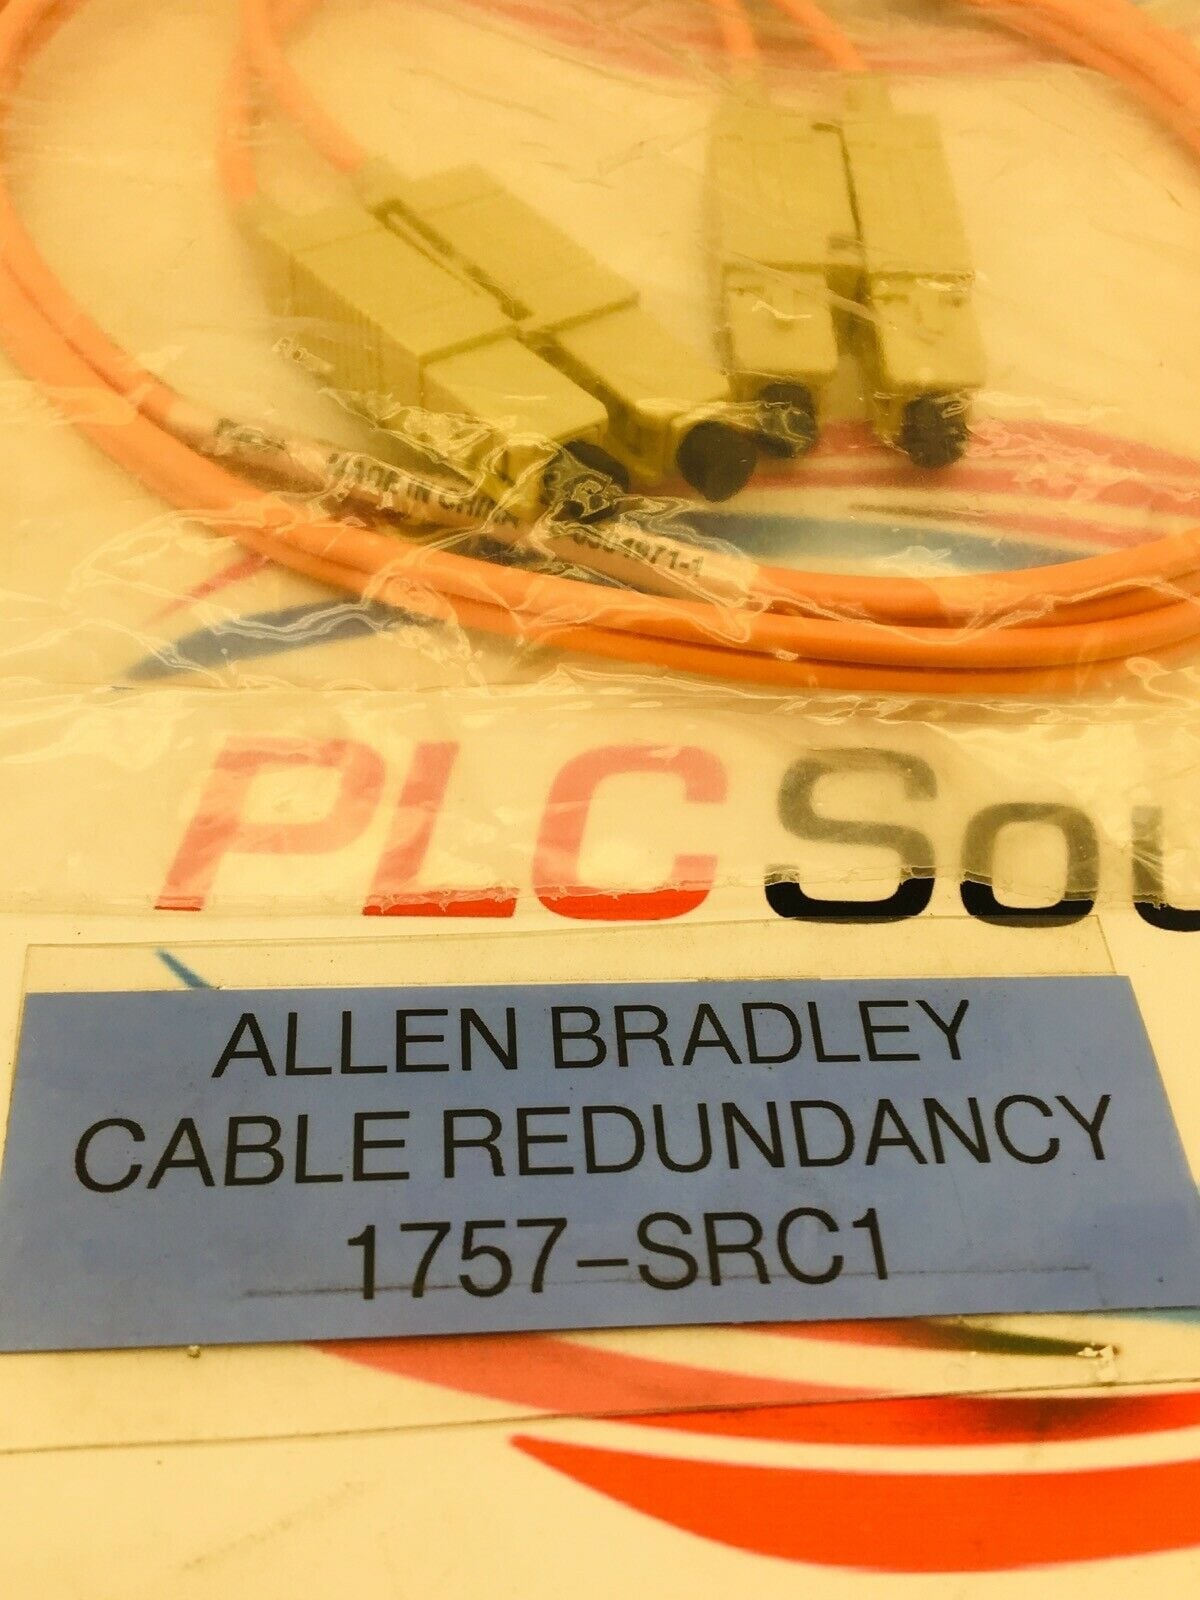 MADE IN CHINA
PLC Sou
ALLEN BRADLEY
CABLE REDUNDANCY
1757-SRC1